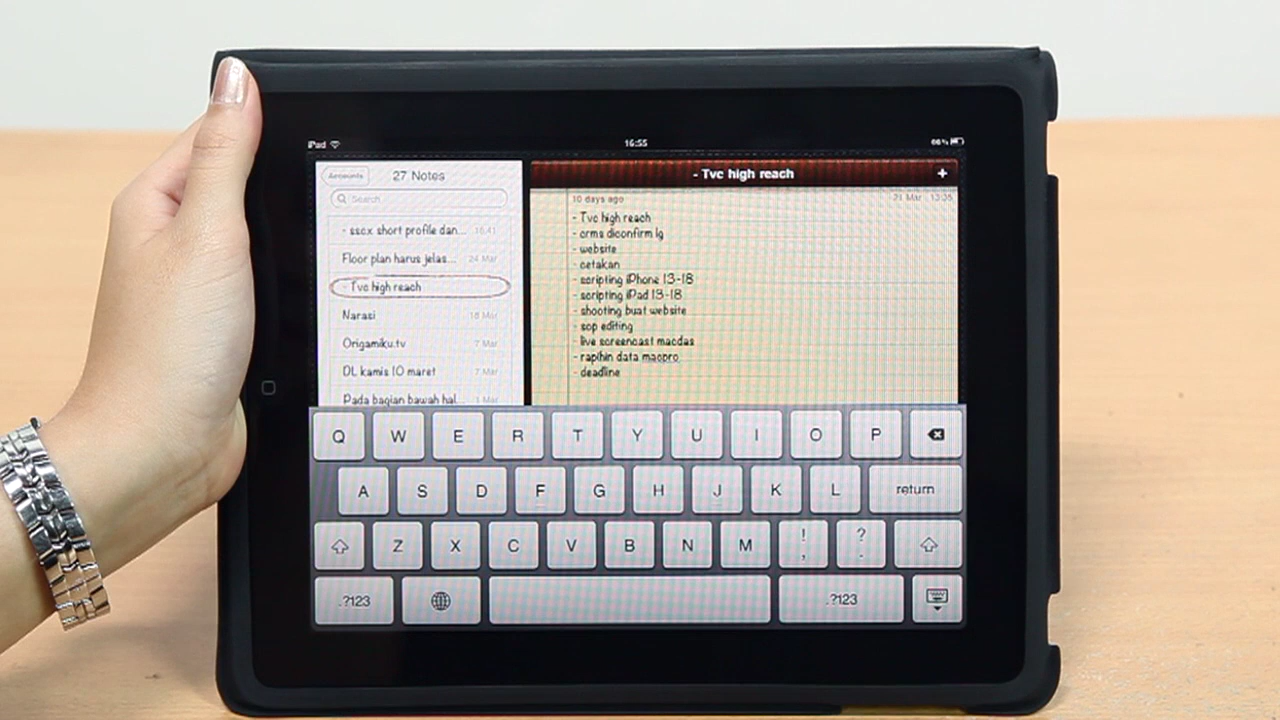 iPad
16:55
66%
Accounts
27 Notes
Search
- sscx short profile dan... 16:41
Floor plan harus jelas... 24 Mar
- Tvc high reach
Narasi 18 Mar
Origamiku.tv 7 Mar
DL kamis 10 maret 7 Mar
Pada bagian bawah hal... 1 Mar
- Tvc high reach +
10 days ago 21 Mar 13:35
- Tvc high reach
- crms diconfirm lg
- website
- cetakan
- scripting iPhone 13-18
- scripting iPad 13-18
- shooting buat website
- sop editing
- live screencast macdas
- rapihin data macpro
- deadline
Q W E R T Y U I O P
A S D F G H J K L return
Z X C V B N M ! , ? .
.?123 .?123